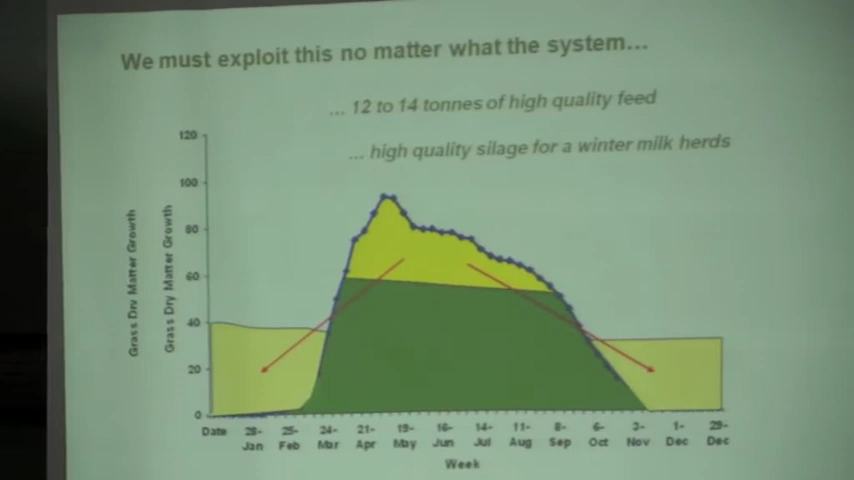 We must exploit this no matter what the system...
... 12 to 14 tonnes of high quality feed
... high quality silage for a winter milk herds
Grass Dry Matter Growth
Grass Dry Matter Growth
120
100
80
60
40
20
0
Date 28-Jan 25-Feb 24-Mar 21-Apr 19-May 16-Jun 14-Jul 11-Aug 8-Sep 6-Oct 3-Nov 1-Dec 29-Dec
Week